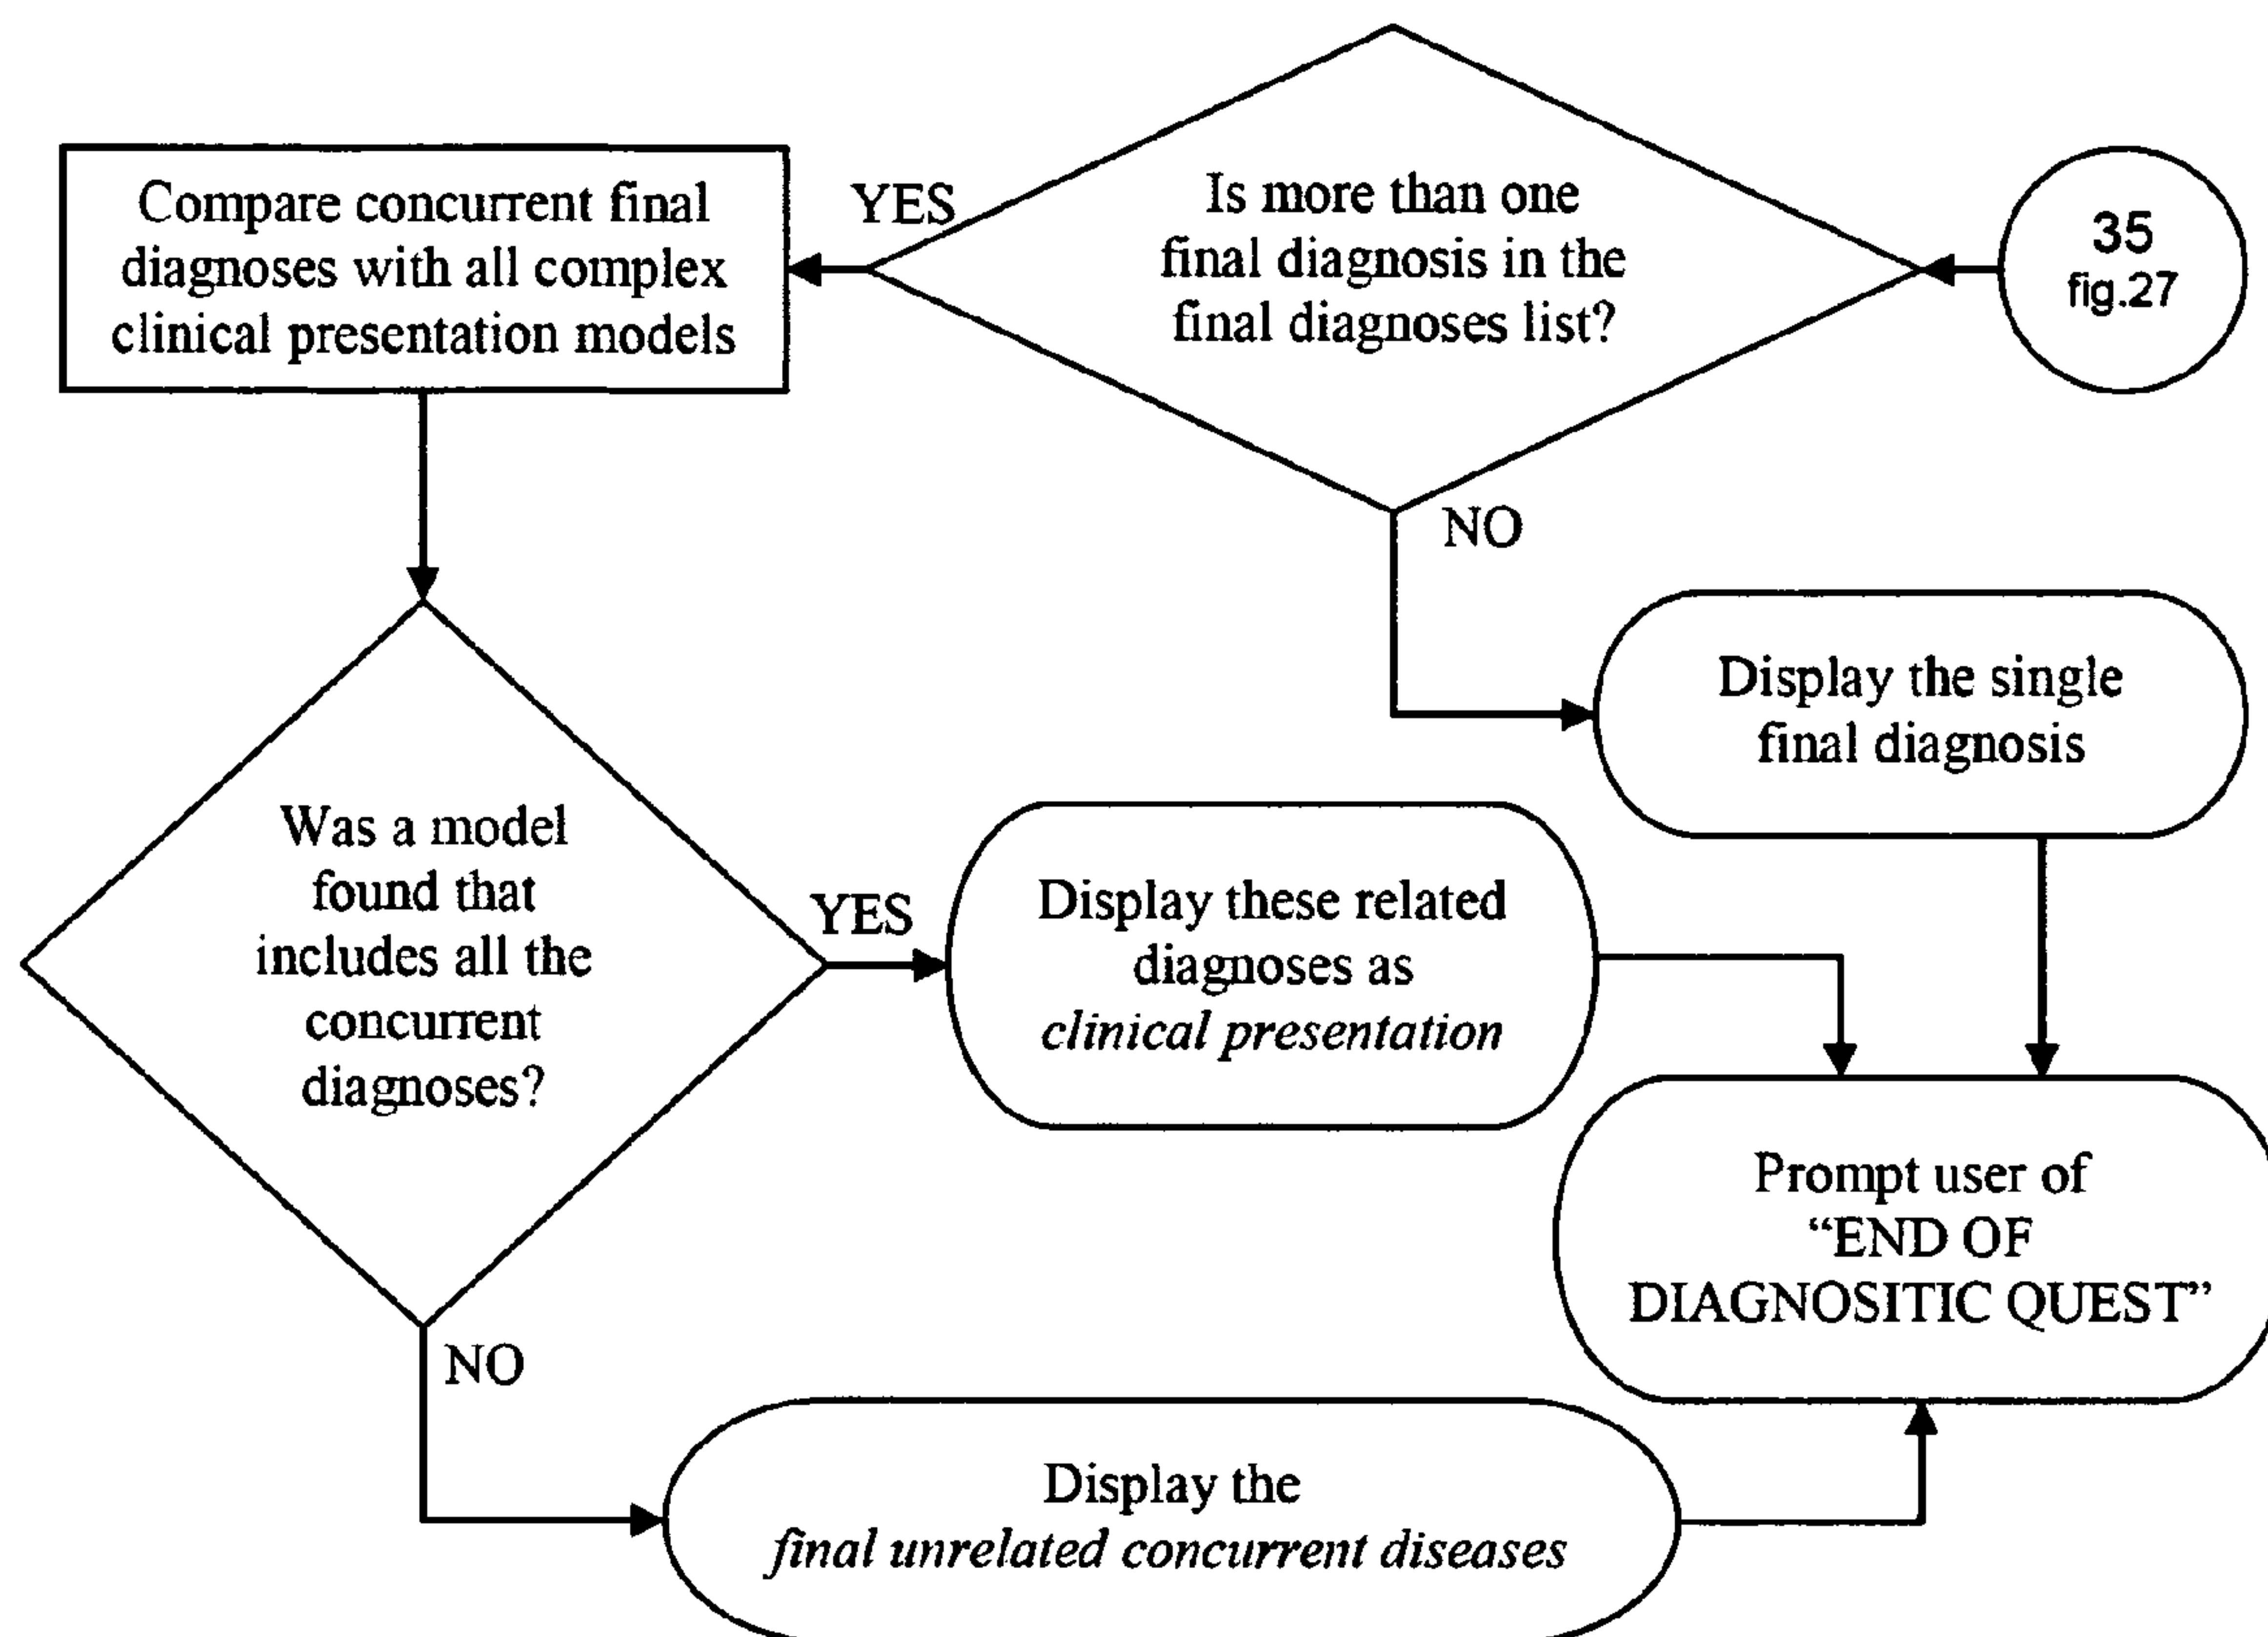 35
fig.27
Is more than one
final diagnosis in the
final diagnoses list?
YES
Compare concurrent final
diagnoses with all complex
clinical presentation models
NO
Display the single
final diagnosis
Was a model
found that
includes all the
concurrent
diagnoses?
YES
Display these related
diagnoses as
clinical presentation
Prompt user of
“END OF
DIAGNOSITIC QUEST”
NO
Display the
final unrelated concurrent diseases